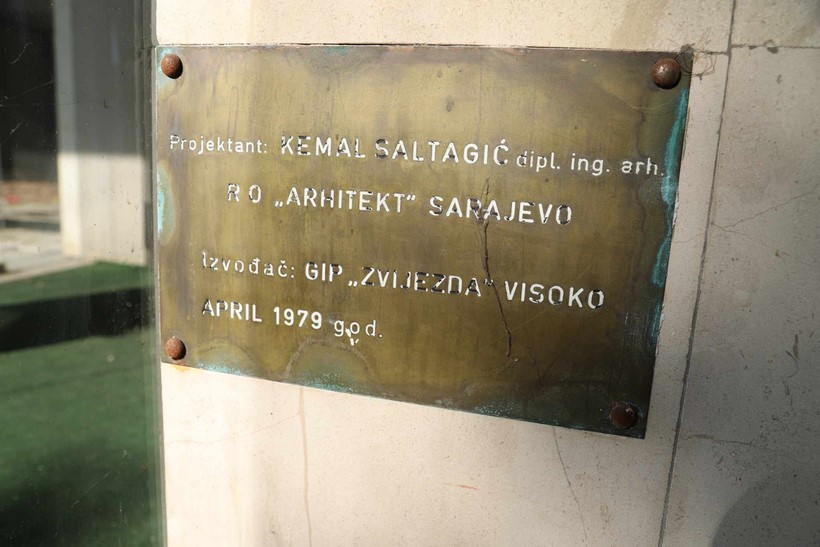 Projektant: KEMAL SALTAGIĆ dipl. ing. arh.
R O „ARHITEKT“ SARAJEVO
Izvođač: GIP „ZVIJEZDA“ VISOKO
APRIL 1979 god.